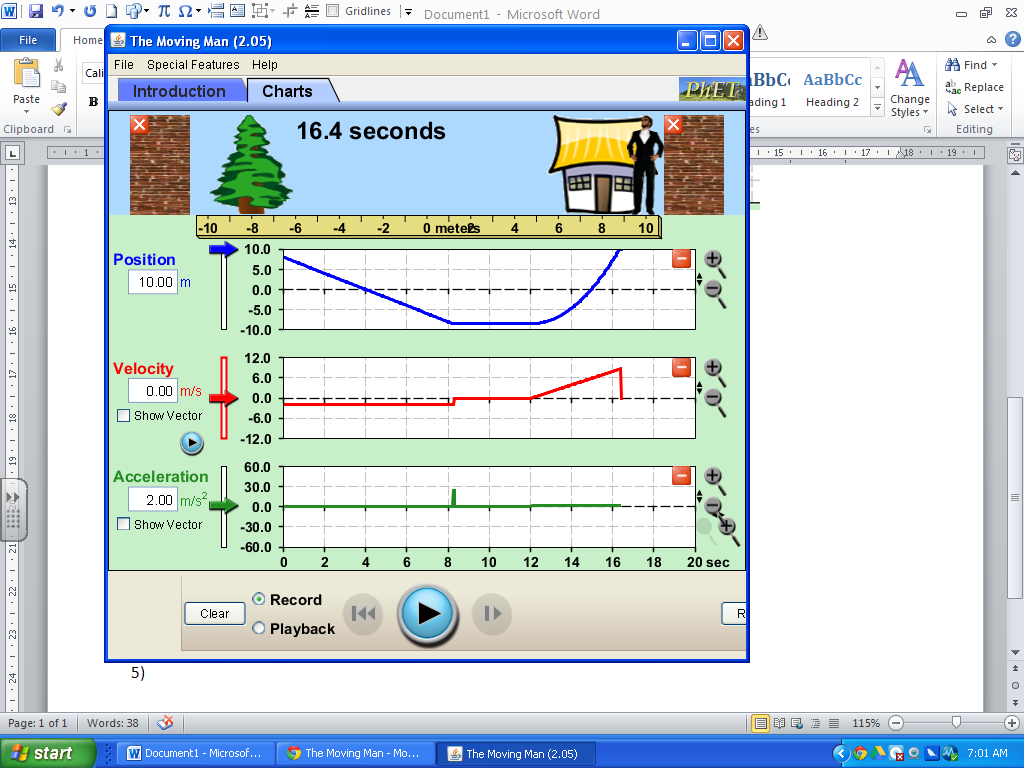 Gridlines
Document1 - Microsoft Word
File
Home
The Moving Man (2.05)
File Special Features Help
Introduction
Charts
PhET
Paste
Cali
B
Clipboard
ading 1
AaBbCc
Heading 2
Change
Styles
Find
Replace
Select
Editing
16.4 seconds
-10 -8 -6 -4 -2 0 meters 2 4 6 8 10
Position
10.00 m
10.0
5.0
0.0
-5.0
-10.0
Velocity
0.00 m/s
Show Vector
12.0
6.0
0.0
-6.0
-12.0
Acceleration
2.00 m/s2
Show Vector
60.0
30.0
0.0
-30.0
-60.0
0 2 4 6 8 10 12 14 16 18 20 sec
Clear
Record
Playback
R
5)
Page: 1 of 1 Words: 38
115%
start
Document1 - Microsof...
The Moving Man - Mo...
The Moving Man (2.05)
7:01 AM